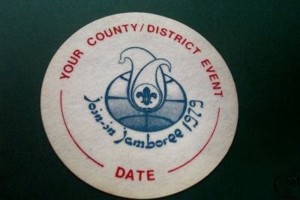 YOUR COUNTY/DISTRICT EVENT
join-in jamboree 1979
DATE